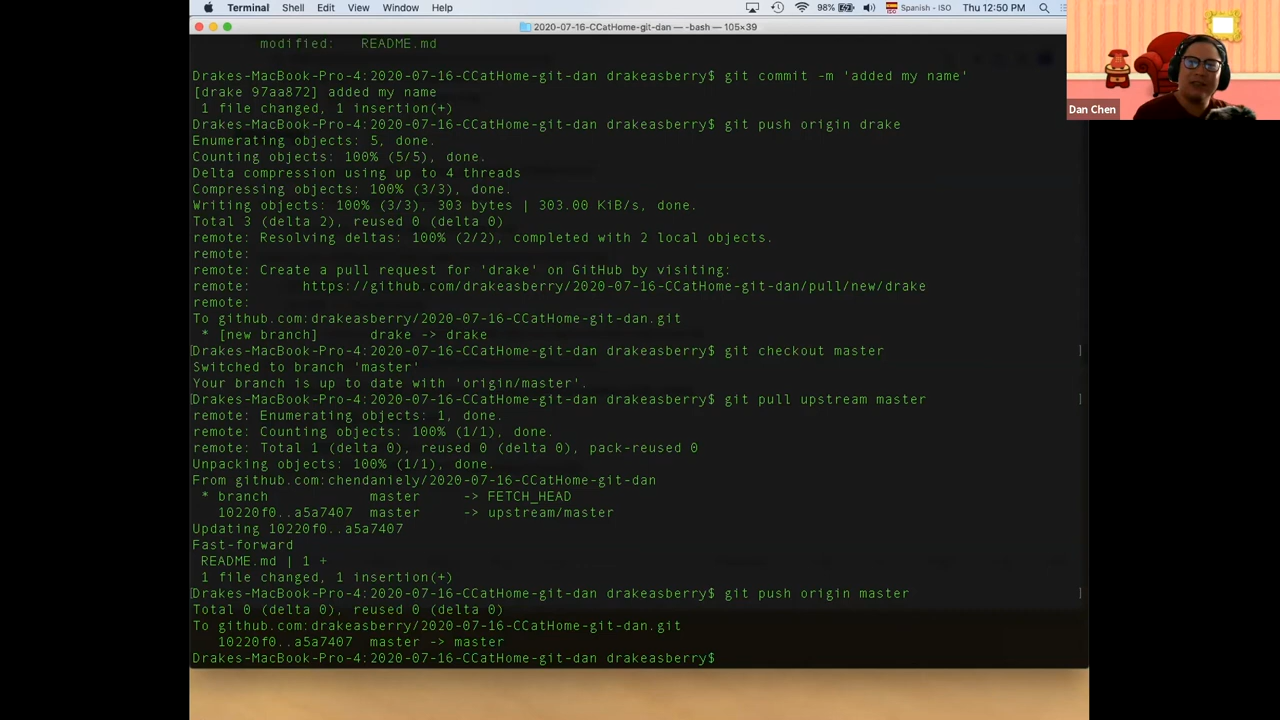 Terminal Shell Edit View Window Help 98% Spanish - ISO Thu 12:50 PM
2020-07-16-CCatHome-git-dan — -bash — 105×39
modified:   README.md
Drakes-MacBook-Pro-4:2020-07-16-CCatHome-git-dan drakeasberry$ git commit -m 'added my name'
[drake 97aa872] added my name
1 file changed, 1 insertion(+)
Drakes-MacBook-Pro-4:2020-07-16-CCatHome-git-dan drakeasberry$ git push origin drake
Enumerating objects: 5, done.
Counting objects: 100% (5/5), done.
Delta compression using up to 4 threads
Compressing objects: 100% (3/3), done.
Writing objects: 100% (3/3), 303 bytes | 303.00 KiB/s, done.
Total 3 (delta 2), reused 0 (delta 0)
remote: Resolving deltas: 100% (2/2), completed with 2 local objects.
remote:
remote: Create a pull request for 'drake' on GitHub by visiting:
remote:      https://github.com/drakeasberry/2020-07-16-CCatHome-git-dan/pull/new/drake
remote:
To github.com:drakeasberry/2020-07-16-CCatHome-git-dan.git
* [new branch]      drake -> drake
[Drakes-MacBook-Pro-4:2020-07-16-CCatHome-git-dan drakeasberry$ git checkout master ]
Switched to branch 'master'
Your branch is up to date with 'origin/master'.
[Drakes-MacBook-Pro-4:2020-07-16-CCatHome-git-dan drakeasberry$ git pull upstream master ]
remote: Enumerating objects: 1, done.
remote: Counting objects: 100% (1/1), done.
remote: Total 1 (delta 0), reused 0 (delta 0), pack-reused 0
Unpacking objects: 100% (1/1), done.
From github.com:chendaniely/2020-07-16-CCatHome-git-dan
* branch            master     -> FETCH_HEAD
10220f0..a5a7407  master     -> upstream/master
Updating 10220f0..a5a7407
Fast-forward
README.md | 1 +
1 file changed, 1 insertion(+)
[Drakes-MacBook-Pro-4:2020-07-16-CCatHome-git-dan drakeasberry$ git push origin master ]
Total 0 (delta 0), reused 0 (delta 0)
To github.com:drakeasberry/2020-07-16-CCatHome-git-dan.git
10220f0..a5a7407  master -> master
Drakes-MacBook-Pro-4:2020-07-16-CCatHome-git-dan drakeasberry$
Dan Chen